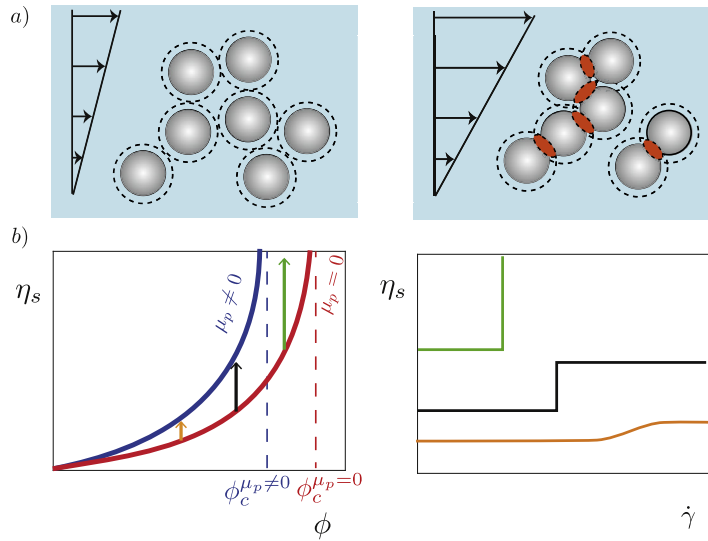 a)
b)
η_s
μ_p ≠ 0
μ_p = 0
ϕ_c^{μ_p≠0}
ϕ_c^{μ_p=0}
ϕ
η_s
γ̇